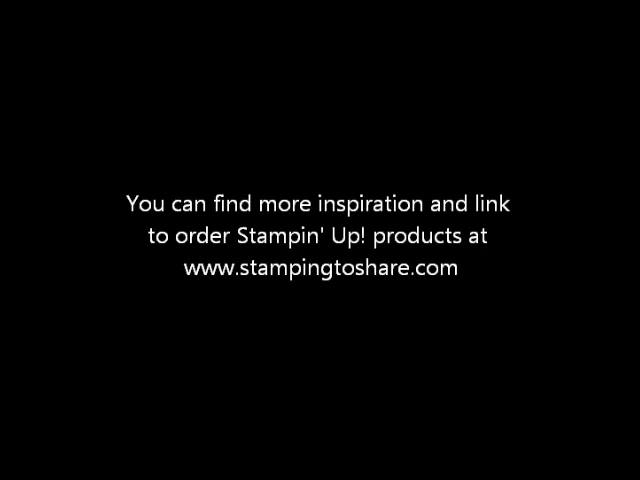 You can find more inspiration and link
to order Stampin' Up! products at
www.stampingtoshare.com